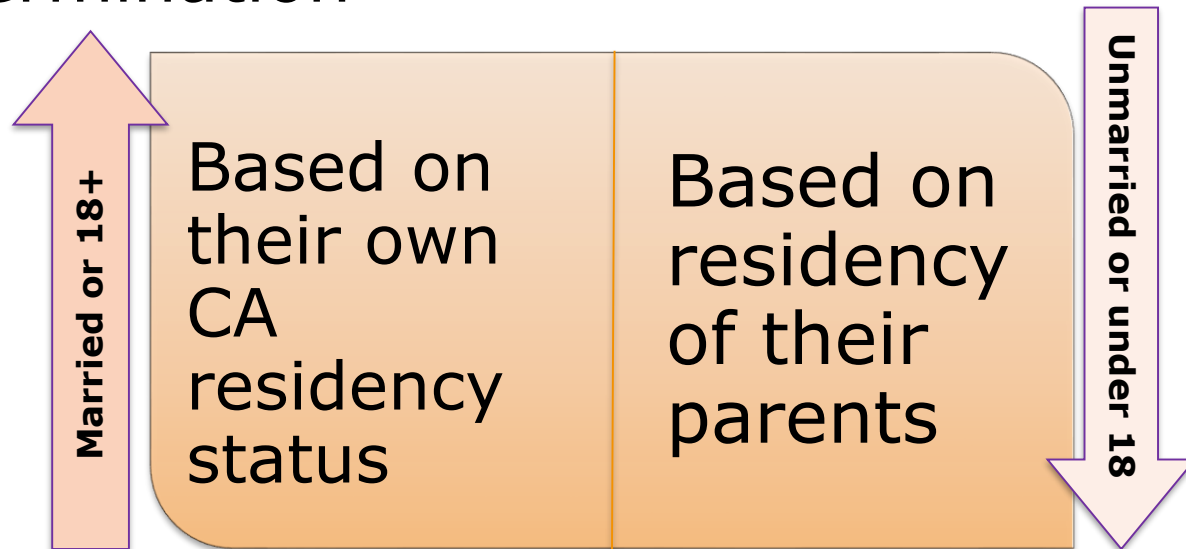 Married or 18+
Based on
their own
CA
residency
status
Based on
residency
of their
parents
Unmarried or under 18